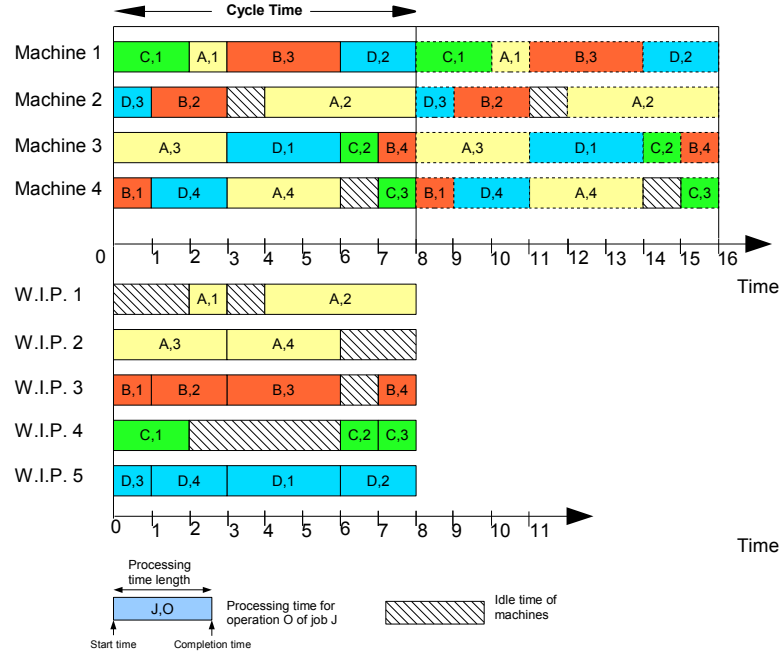 Cycle Time
Machine 1 C,1 A,1 B,3 D,2 C,1 A,1 B,3 D,2
Machine 2 D,3 B,2 A,2 D,3 B,2 A,2
Machine 3 A,3 D,1 C,2 B,4 A,3 D,1 C,2 B,4
Machine 4 B,1 D,4 A,4 C,3 B,1 D,4 A,4 C,3
0 1 2 3 4 5 6 7 8 9 10 11 12 13 14 15 16
Time
W.I.P. 1 A,1 A,2
W.I.P. 2 A,3 A,4
W.I.P. 3 B,1 B,2 B,3 B,4
W.I.P. 4 C,1 C,2 C,3
W.I.P. 5 D,3 D,4 D,1 D,2
0 1 2 3 4 5 6 7 8 9 10 11
Time
Processing
time length
J,O
Start time
Completion time
Processing time for
operation O of job J
Idle time of
machines